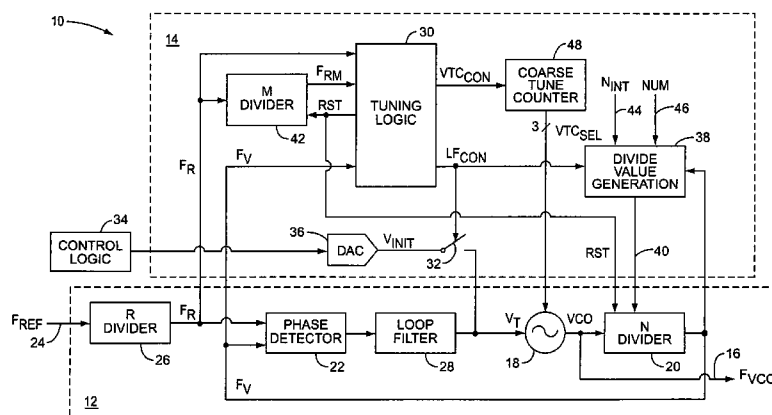 10
14
30
48
F_RM
M DIVIDER
42
RST
TUNING LOGIC
VTC_CON
COARSE TUNE COUNTER
N_INT
NUM
44
46
38
3
VTC_SEL
F_R
F_V
LF_CON
DIVIDE VALUE GENERATION
34
CONTROL LOGIC
36
DAC
V_INIT
32
RST
40
F_REF
24
R DIVIDER
26
F_R
PHASE DETECTOR
22
LOOP FILTER
28
V_T
18
VCO
N DIVIDER
20
16
F_VCO
F_V
12